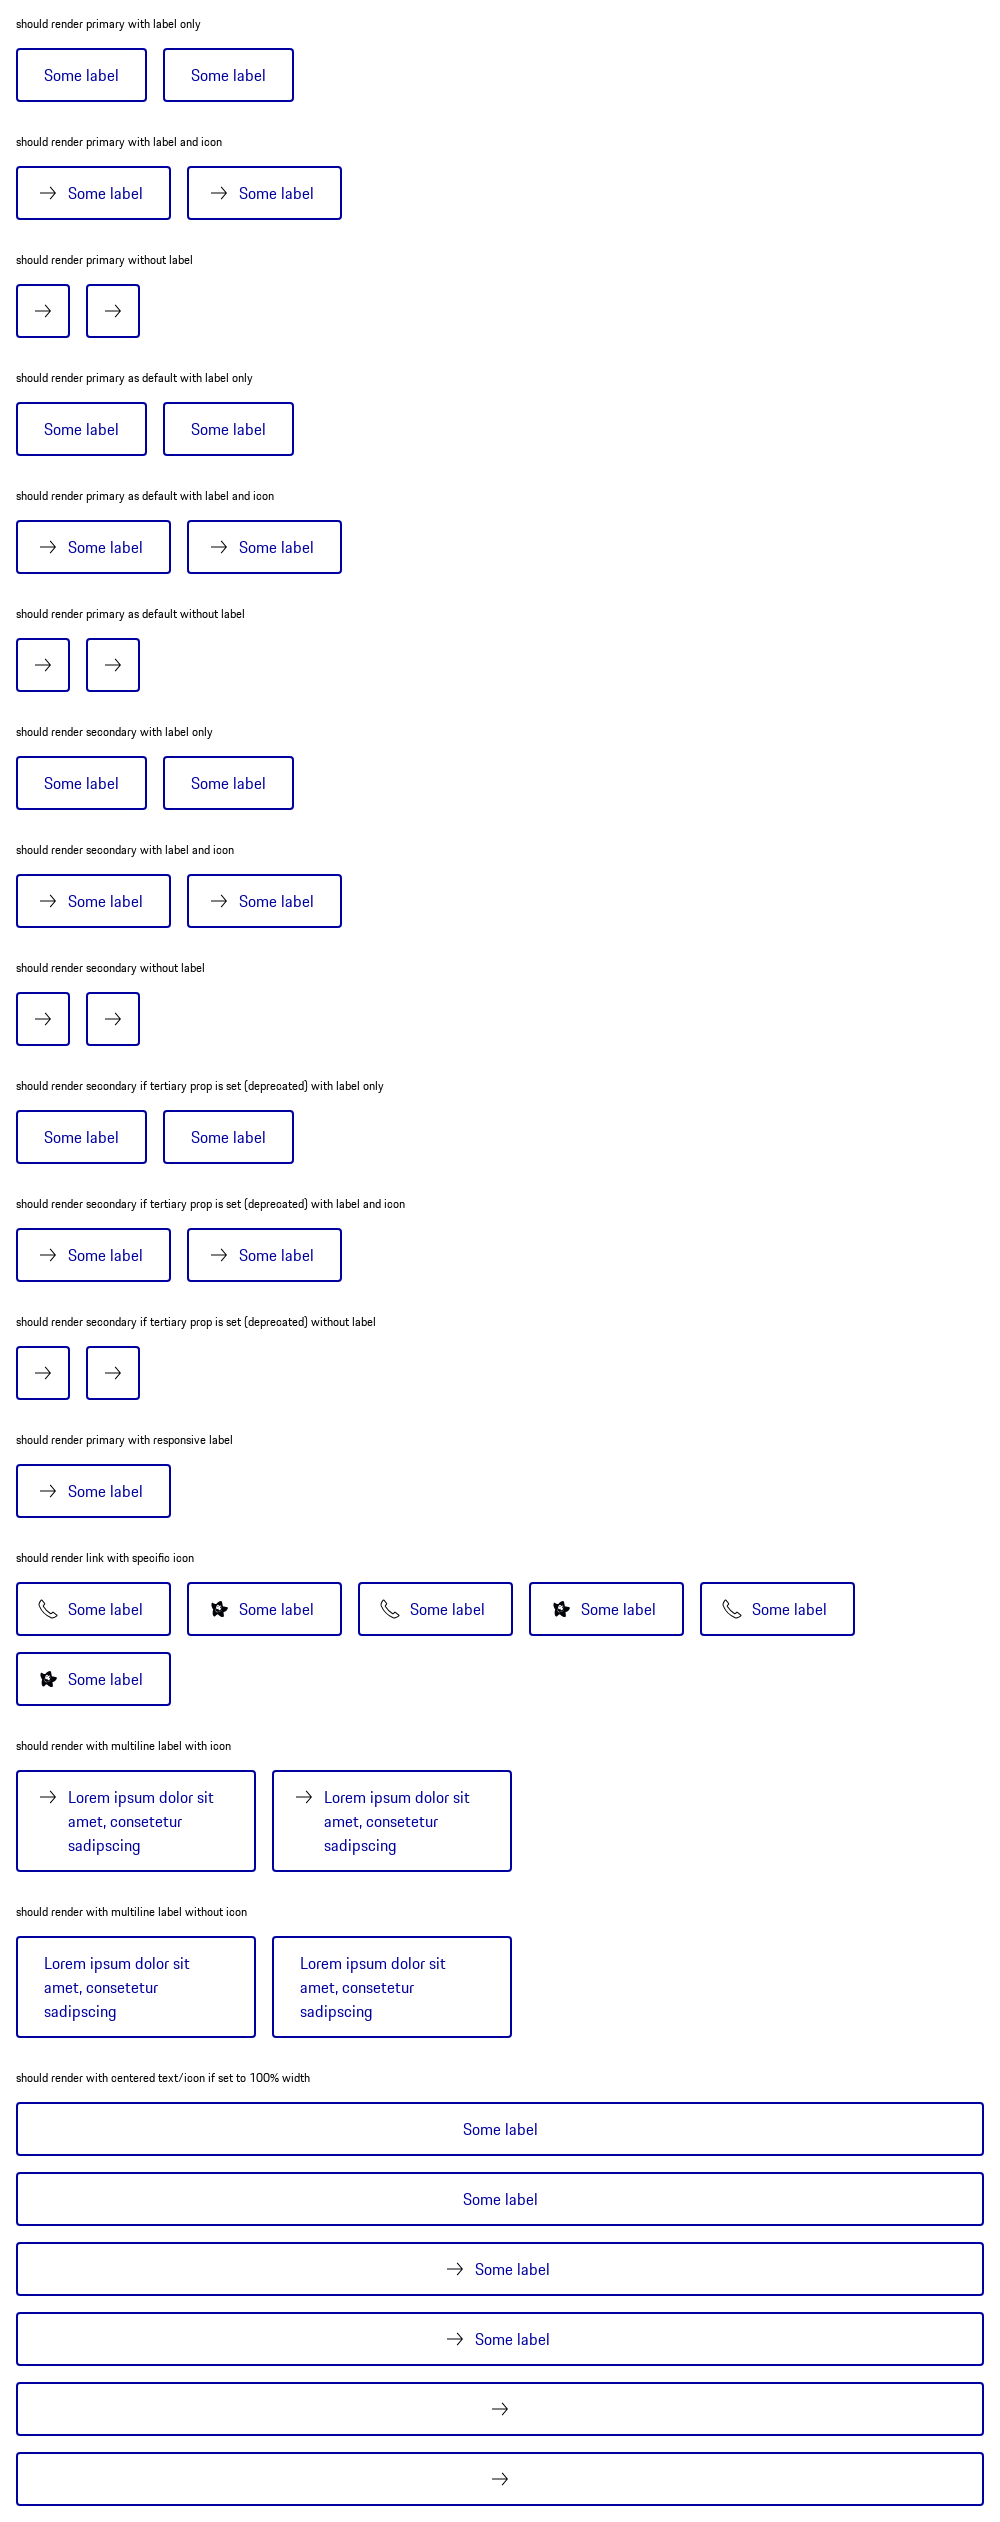 should render primary with label only
Some label Some label
should render primary with label and icon
Some label Some label
should render primary without label
should render primary as default with label only
Some label Some label
should render primary as default with label and icon
Some label Some label
should render primary as default without label
should render secondary with label only
Some label Some label
should render secondary with label and icon
Some label Some label
should render secondary without label
should render secondary if tertiary prop is set (deprecated) with label only
Some label Some label
should render secondary if tertiary prop is set (deprecated) with label and icon
Some label Some label
should render secondary if tertiary prop is set (deprecated) without label
should render primary with responsive label
Some label
should render link with specific icon
Some label Some label Some label Some label Some label
Some label
should render with multiline label with icon
Lorem ipsum dolor sit
amet, consetetur
sadipscing
Lorem ipsum dolor sit
amet, consetetur
sadipscing
should render with multiline label without icon
Lorem ipsum dolor sit
amet, consetetur
sadipscing
Lorem ipsum dolor sit
amet, consetetur
sadipscing
should render with centered text/icon if set to 100% width
Some label
Some label
Some label
Some label